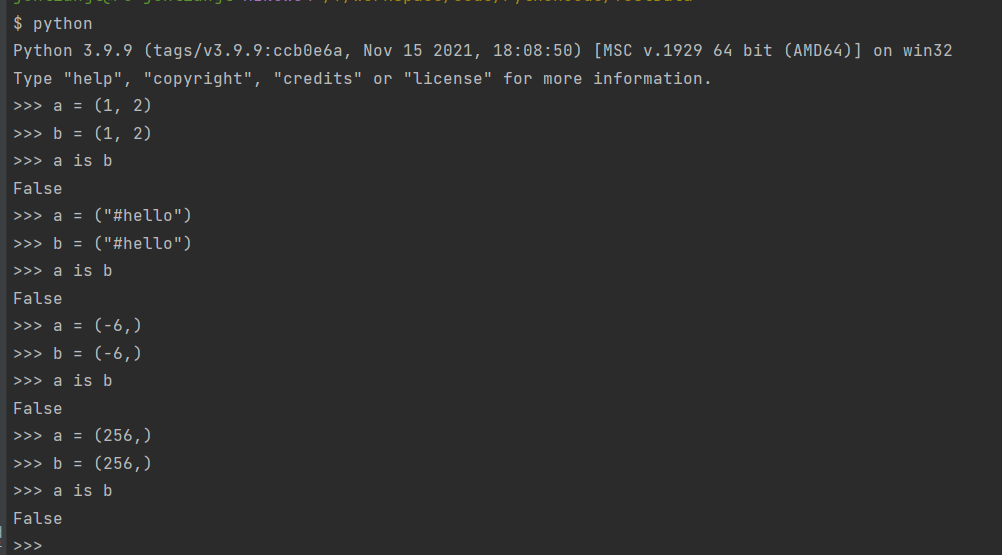 $ python
Python 3.9.9 (tags/v3.9.9:ccb0e6a, Nov 15 2021, 18:08:50) [MSC v.1929 64 bit (AMD64)] on win32
Type "help", "copyright", "credits" or "license" for more information.
>>> a = (1, 2)
>>> b = (1, 2)
>>> a is b
False
>>> a = ("#hello")
>>> b = ("#hello")
>>> a is b
False
>>> a = (-6,)
>>> b = (-6,)
>>> a is b
False
>>> a = (256,)
>>> b = (256,)
>>> a is b
False
>>>